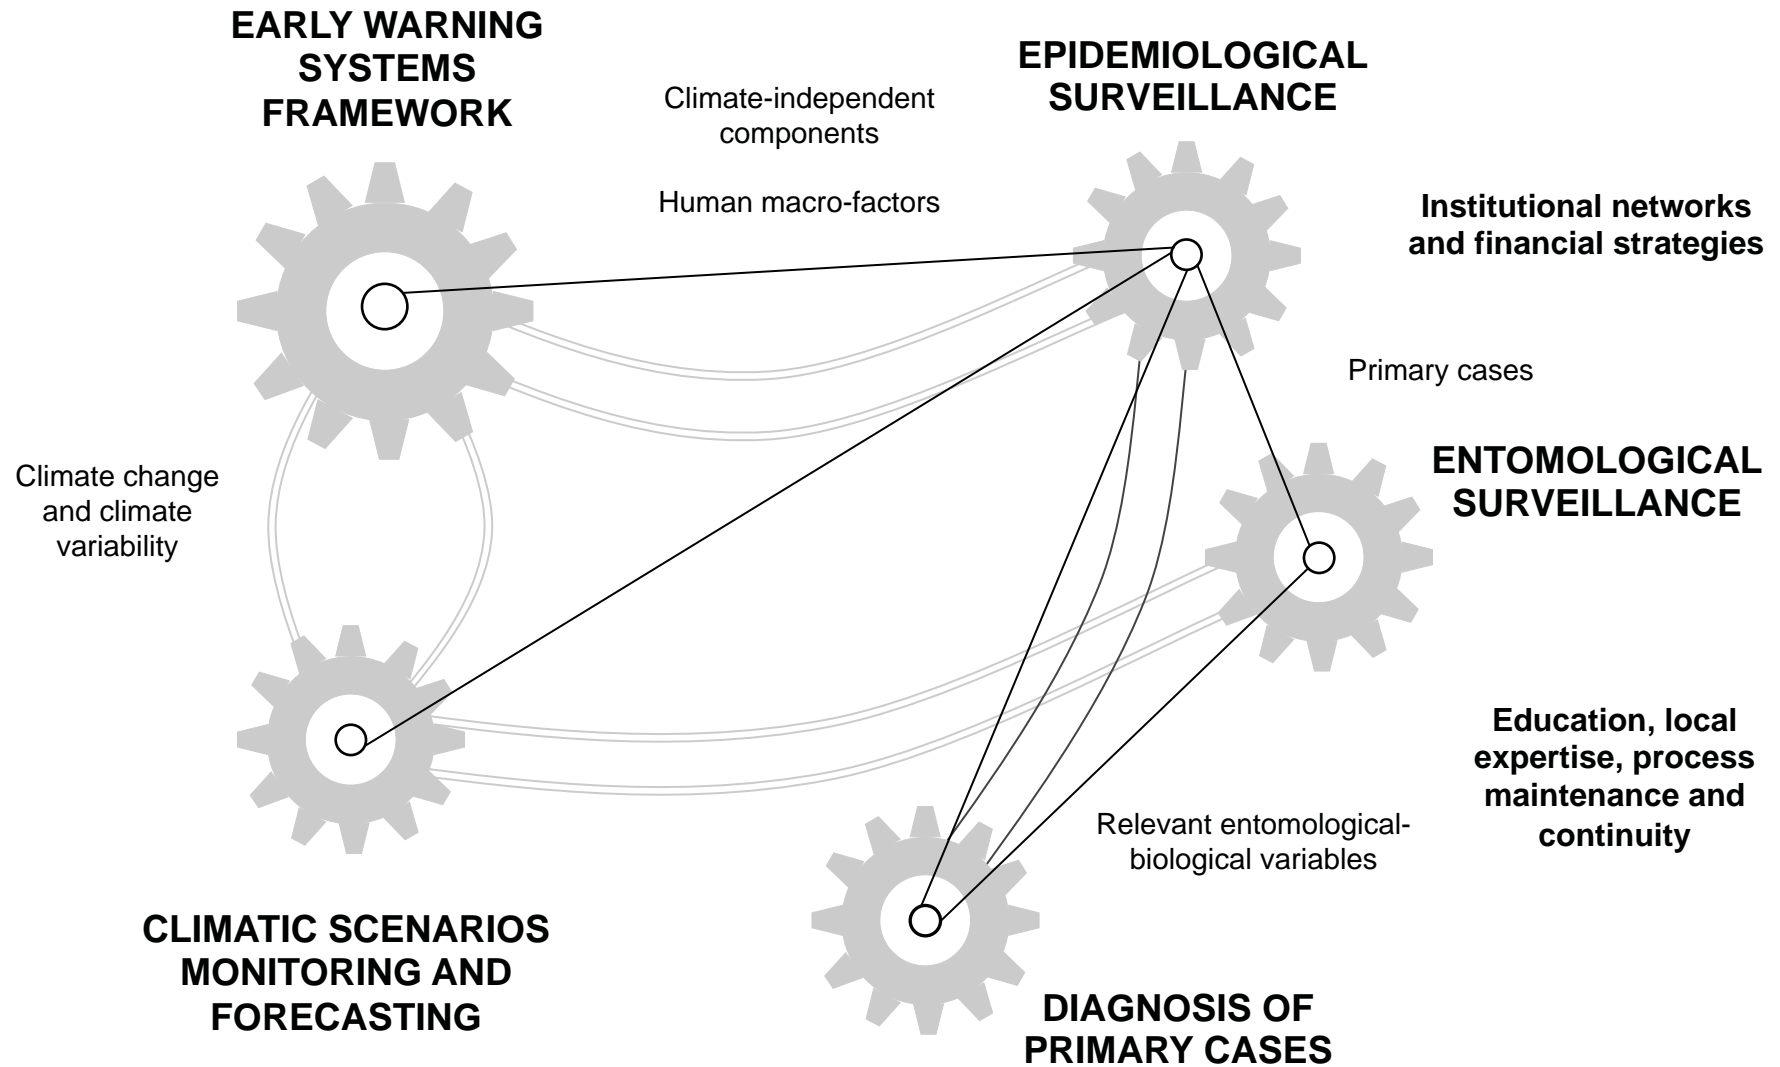 EARLY WARNING
SYSTEMS
FRAMEWORK
EPIDEMIOLOGICAL
SURVEILLANCE
Climate-independent
components
Human macro-factors
Institutional networks
and financial strategies
Primary cases
ENTOMOLOGICAL
SURVEILLANCE
Climate change
and climate
variability
Education, local
expertise, process
maintenance and
continuity
Relevant entomological-
biological variables
CLIMATIC SCENARIOS
MONITORING AND
FORECASTING
DIAGNOSIS OF
PRIMARY CASES